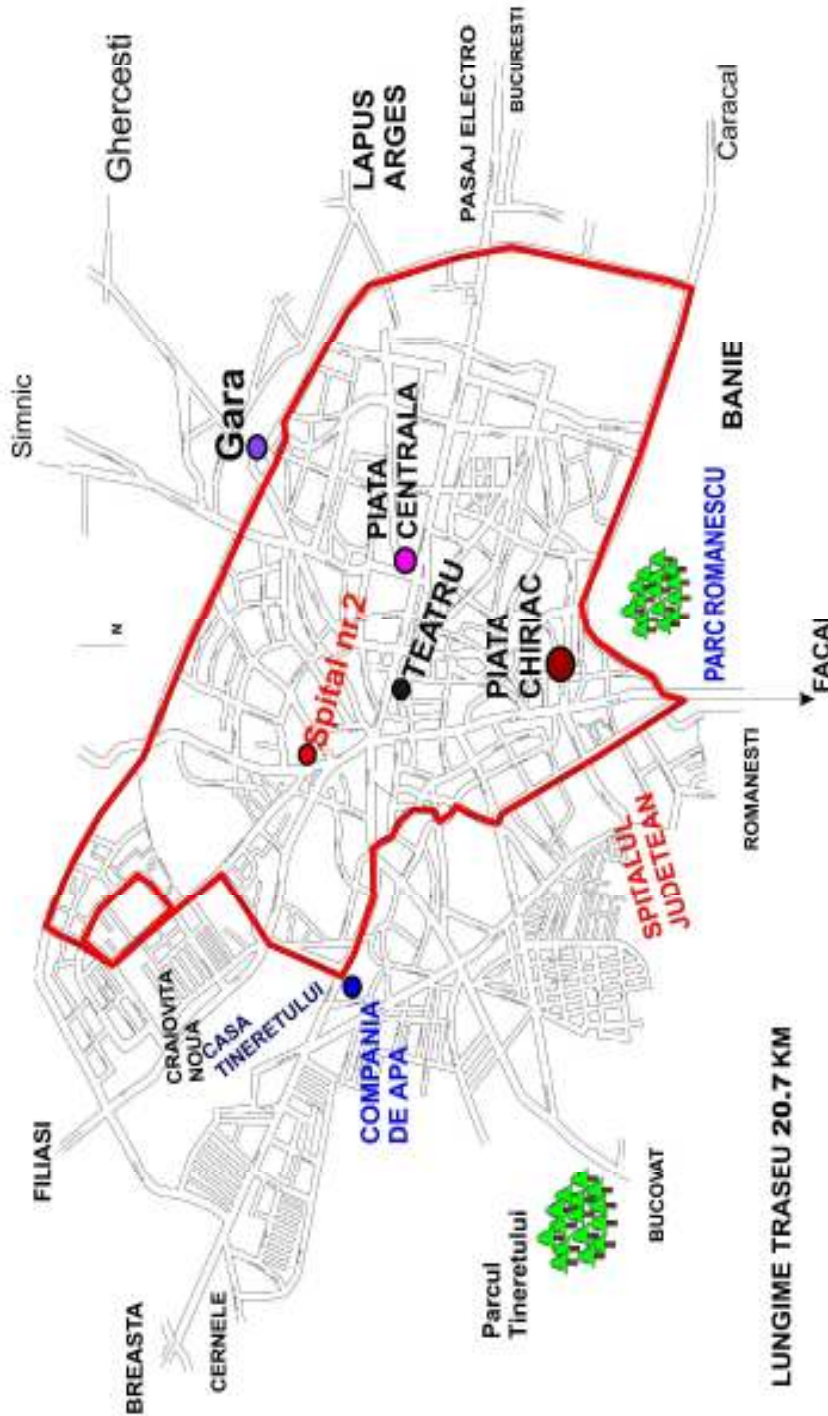 Simnic
Ghercesti
Gara
LAPUS
ARGES
PASAJ ELECTRO
BUCURESTI
Caracal
N
FILIASI
BREASTA
CERNELE
CRAIOVITA
NOUA
CASA
TINERETULUI
COMPANIA
DE APA
Spital nr.2
PIATA
CENTRALA
TEATRU
PIATA
CHIRIAC
BANIE
PARC ROMANESCU
FACAI
ROMANESTI
SPITALUL
JUDETEAN
Parcul
Tineretului
BUCOVAT
LUNGIME TRASEU 20.7 KM